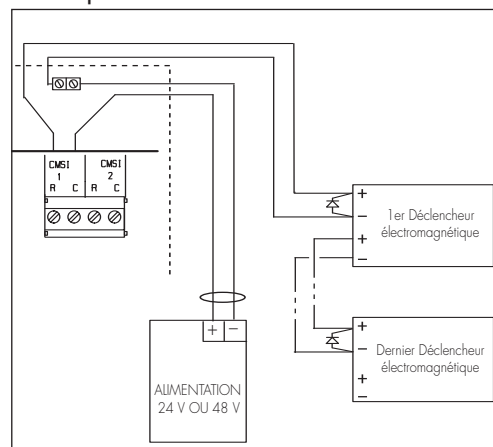 CMSI CMSI
1 2
R C R C
+
−
+
−
1er Déclencheur
électromagnétique
+ −
ALIMENTATION
24 V OU 48 V
+
−
+
−
Dernier Déclencheur
électromagnétique